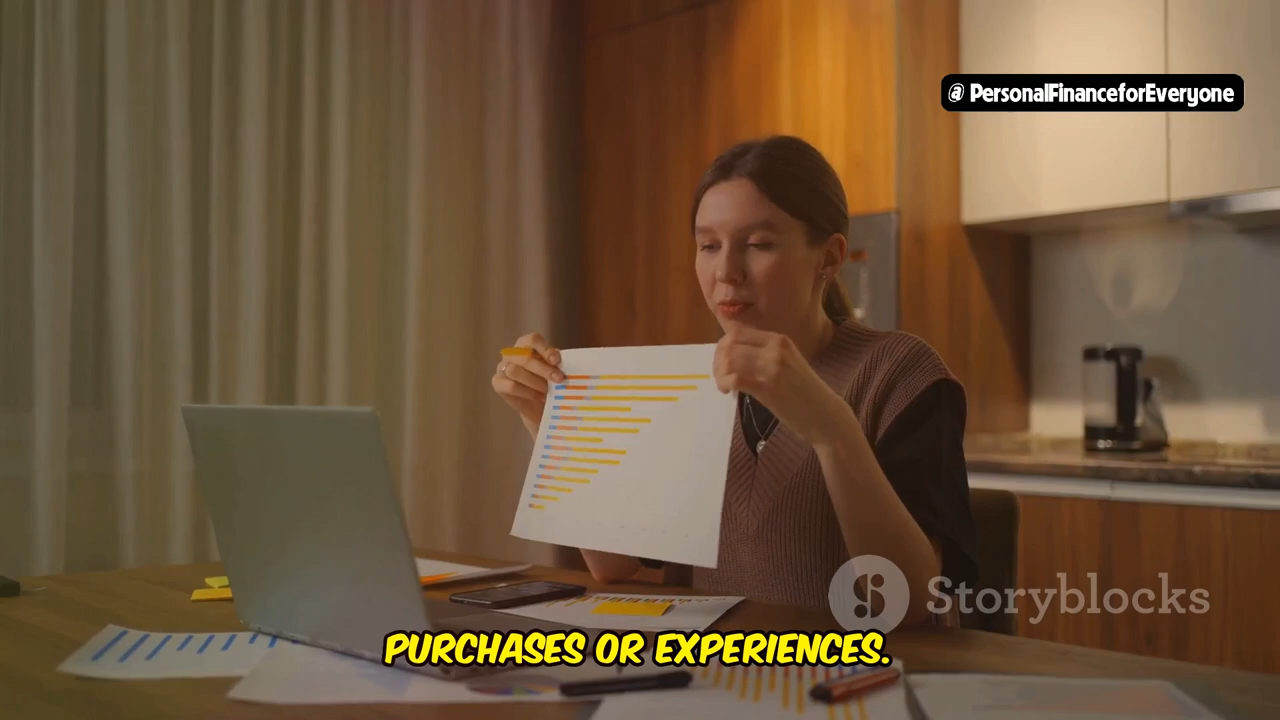 @ PersonalFinanceforEveryone
Storyblocks
PURCHASES OR EXPERIENCES.